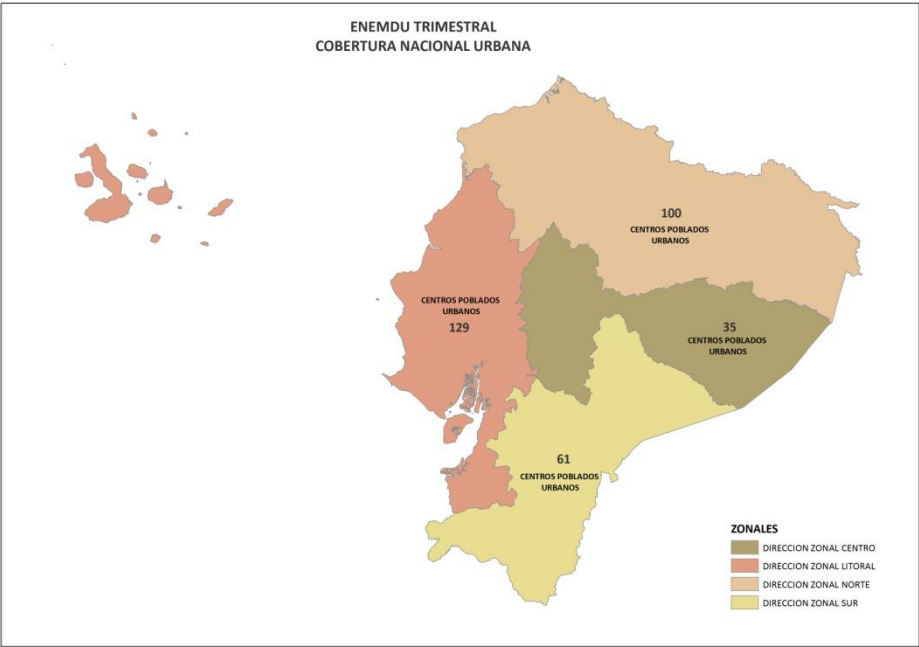 ENEMDU TRIMESTRAL
COBERTURA NACIONAL URBANA
100
CENTROS POBLADOS
URBANOS
CENTROS POBLADOS
URBANOS
129
35
CENTROS POBLADOS
URBANOS
61
CENTROS POBLADOS
URBANOS
ZONALES
DIRECCION ZONAL CENTRO
DIRECCION ZONAL LITORAL
DIRECCION ZONAL NORTE
DIRECCION ZONAL SUR